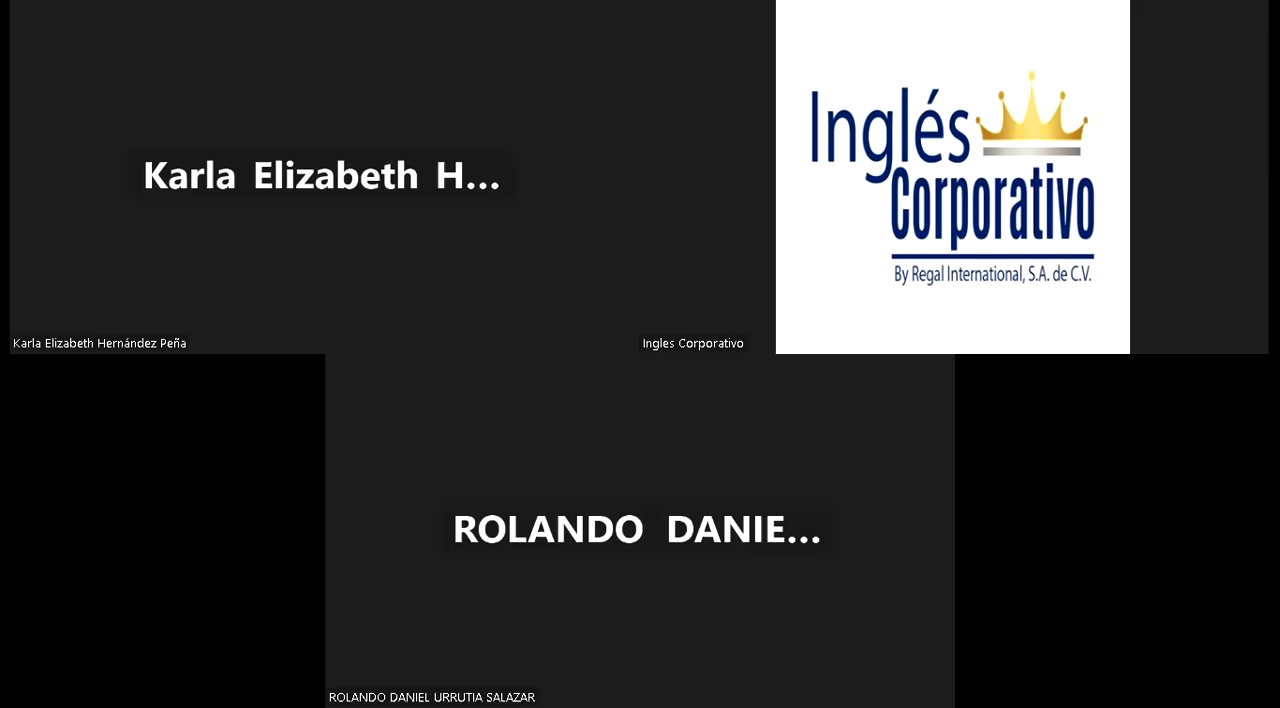 Karla Elizabeth H...
Karla Elizabeth Hernández Peña
Inglés
Corporativo
By Regal International, S.A. de C.V.
Ingles Corporativo
ROLANDO DANIE...
ROLANDO DANIEL URRUTIA SALAZAR